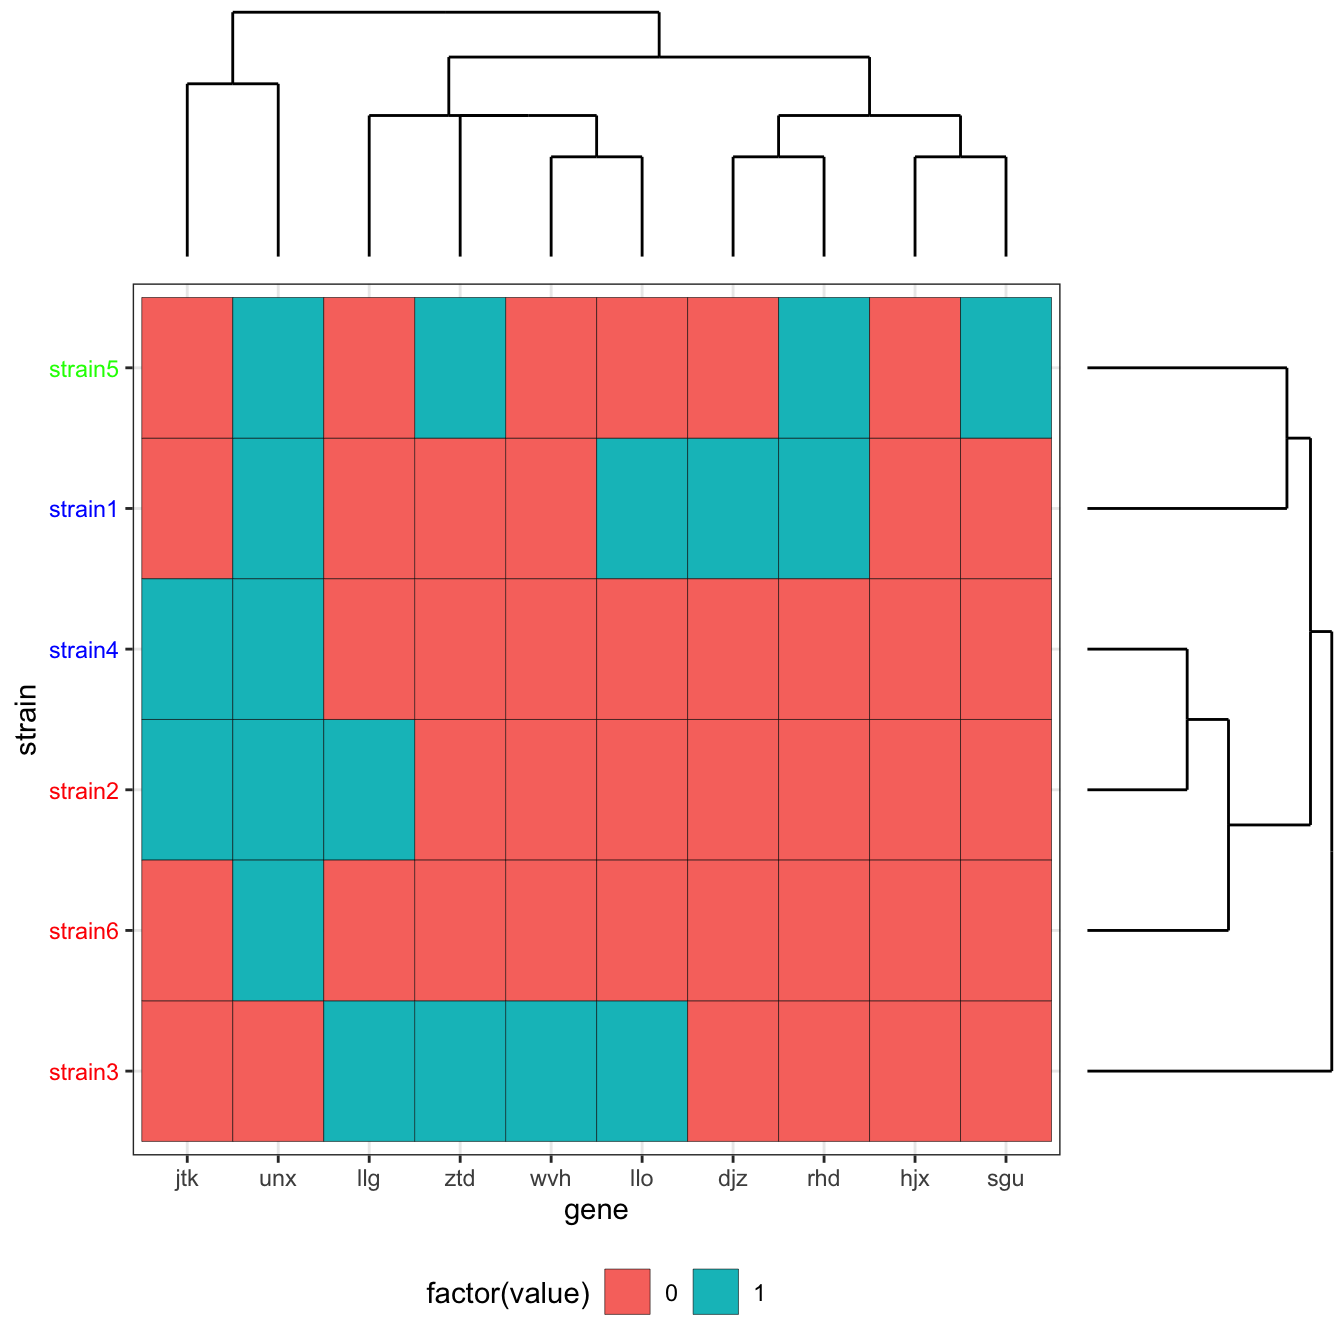 strain5
strain1
strain4
strain2
strain6
strain3
strain
jtk unx llg ztd wvh llo djz rhd hjx sgu
gene
factor(value) 0 1